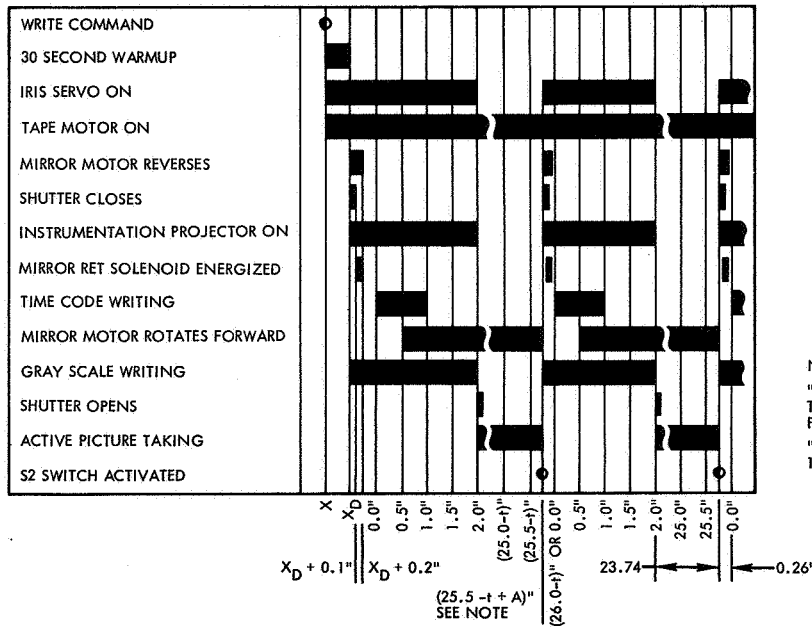 WRITE COMMAND
30 SECOND WARMUP
IRIS SERVO ON
TAPE MOTOR ON
MIRROR MOTOR REVERSES
SHUTTER CLOSES
INSTRUMENTATION PROJECTOR ON
MIRROR RET SOLENOID ENERGIZED
TIME CODE WRITING
MIRROR MOTOR ROTATES FORWARD
GRAY SCALE WRITING
SHUTTER OPENS
ACTIVE PICTURE TAKING
S2 SWITCH ACTIVATED
X
XD
0.0"
0.5"
1.0"
1.5"
2.0"
(25.0-t)"
(25.5-t)"
(26.0-t)" OR 0.0"
0.5"
1.0"
1.5"
2.0"
25.0"
25.5"
0.0"
XD + 0.1"
XD + 0.2"
23.74
0.26"
(25.5 -t + A)"
SEE NOTE